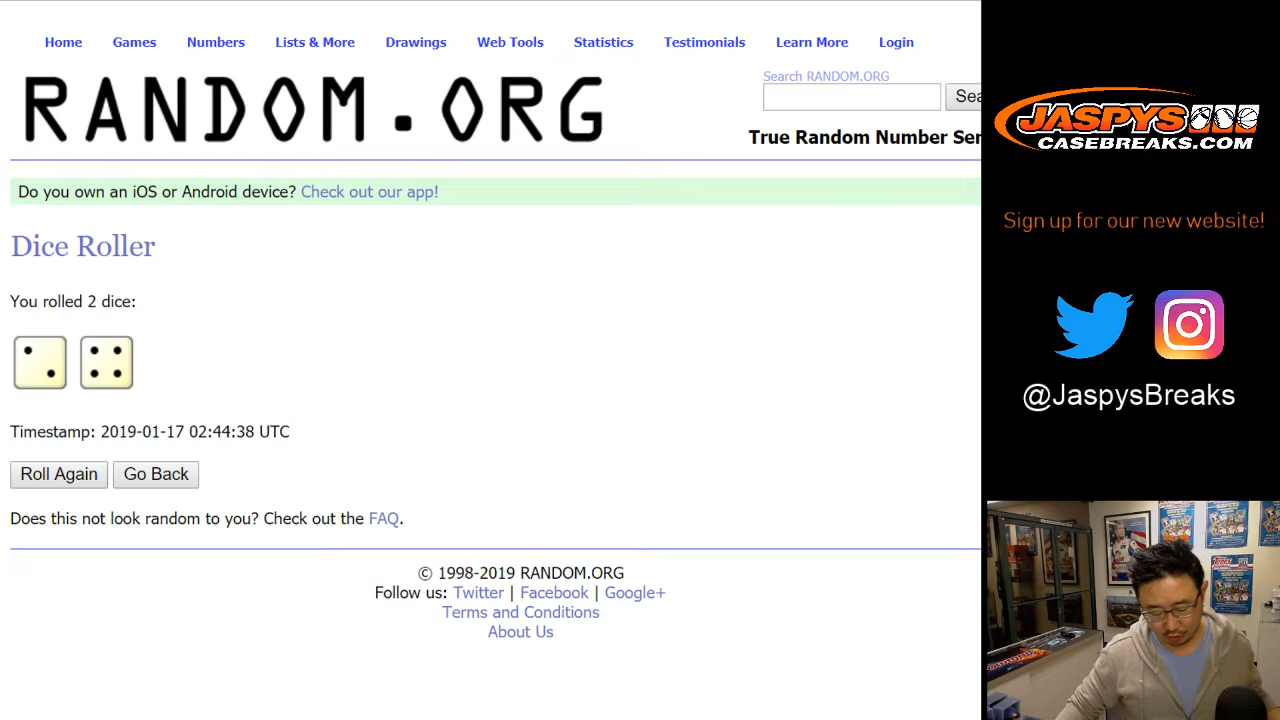 Home Games Numbers Lists & More Drawings Web Tools Statistics Testimonials Learn More Login
RANDOM.ORG
Search RANDOM.ORG
Sea
True Random Number Ser
Do you own an iOS or Android device? Check out our app!
Dice Roller
You rolled 2 dice:
Timestamp: 2019-01-17 02:44:38 UTC
Roll Again Go Back
Does this not look random to you? Check out the FAQ.
© 1998-2019 RANDOM.ORG
Follow us: Twitter | Facebook | Google+
Terms and Conditions
About Us
JASPYS
CASEBREAKS.COM
Sign up for our new website!
@JaspysBreaks